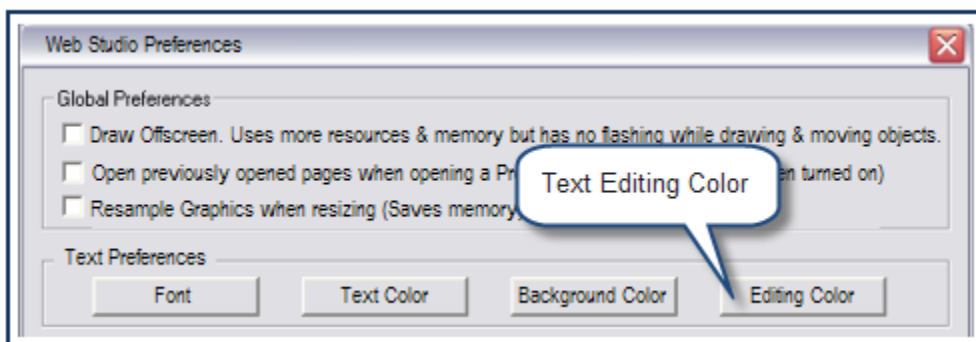 Web Studio Preferences
Global Preferences
Draw Offscreen. Uses more resources & memory but has no flashing while drawing & moving objects.
Open previously opened pages when opening a Pr en turned on)
Text Editing Color
Resample Graphics when resizing (Saves memory
Text Preferences
Font Text Color Background Color Editing Color